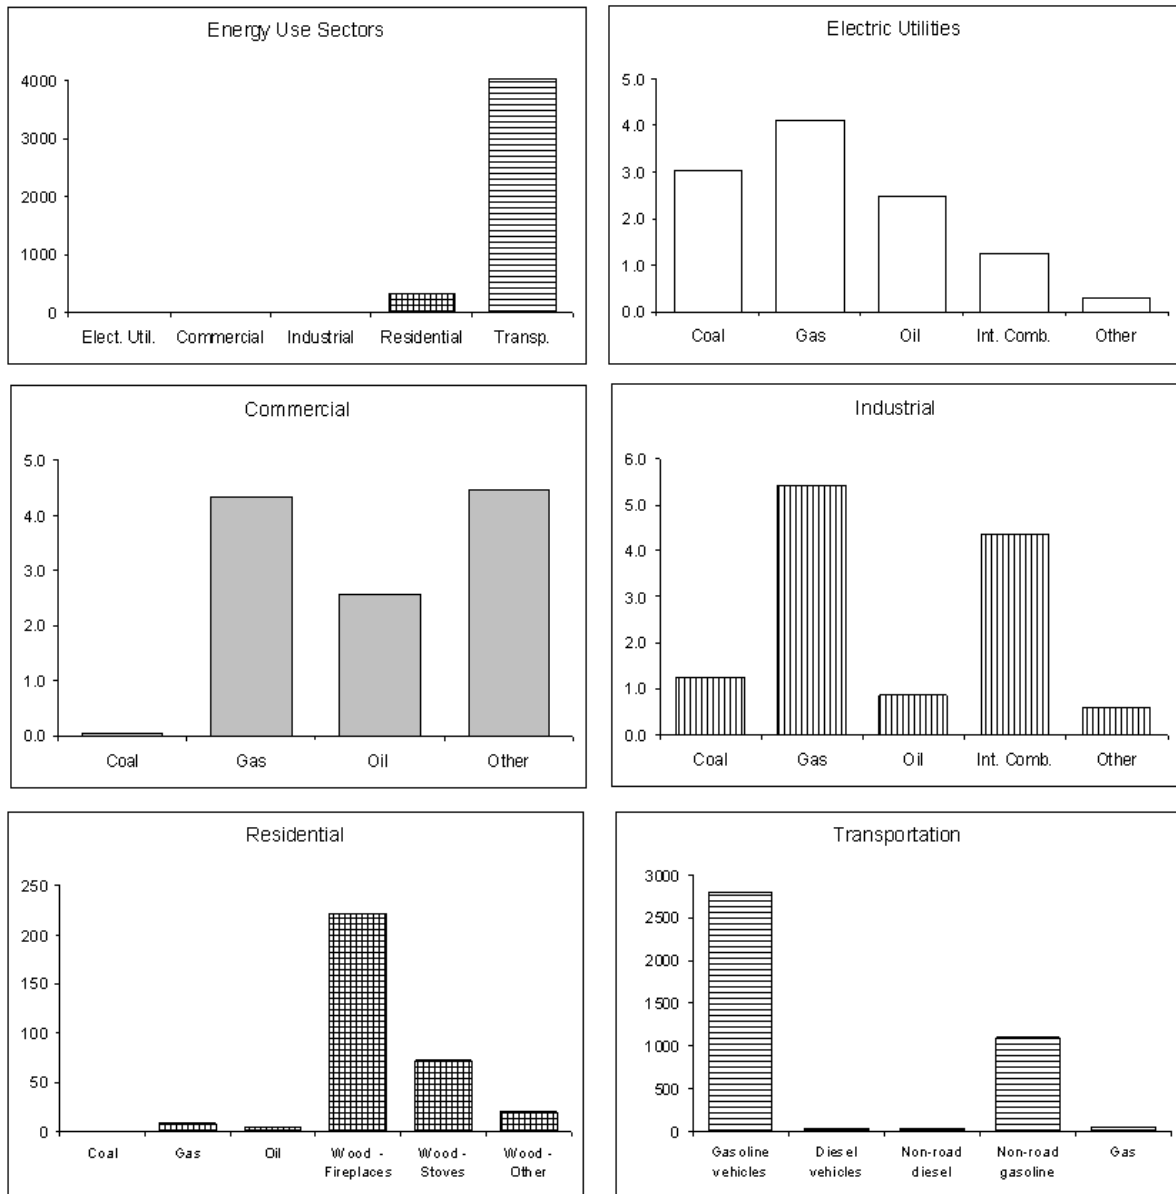 Energy Use Sectors
4000
3000
2000
1000
0
Elect. Util. Commercial Industrial Residential Transp.
Electric Utilities
5.0
4.0
3.0
2.0
1.0
0.0
Coal Gas Oil Int. Comb. Other
Commercial
5.0
4.0
3.0
2.0
1.0
0.0
Coal Gas Oil Other
Industrial
6.0
5.0
4.0
3.0
2.0
1.0
0.0
Coal Gas Oil Int. Comb. Other
Residential
250
200
150
100
50
0
Coal Gas Oil Wood - Wood - Wood -
Fireplaces Stoves Other
Transportation
3000
2500
2000
1500
1000
500
0
Gasoline Diesel Non-road Non-road Gas
vehicles vehicles diesel gasoline